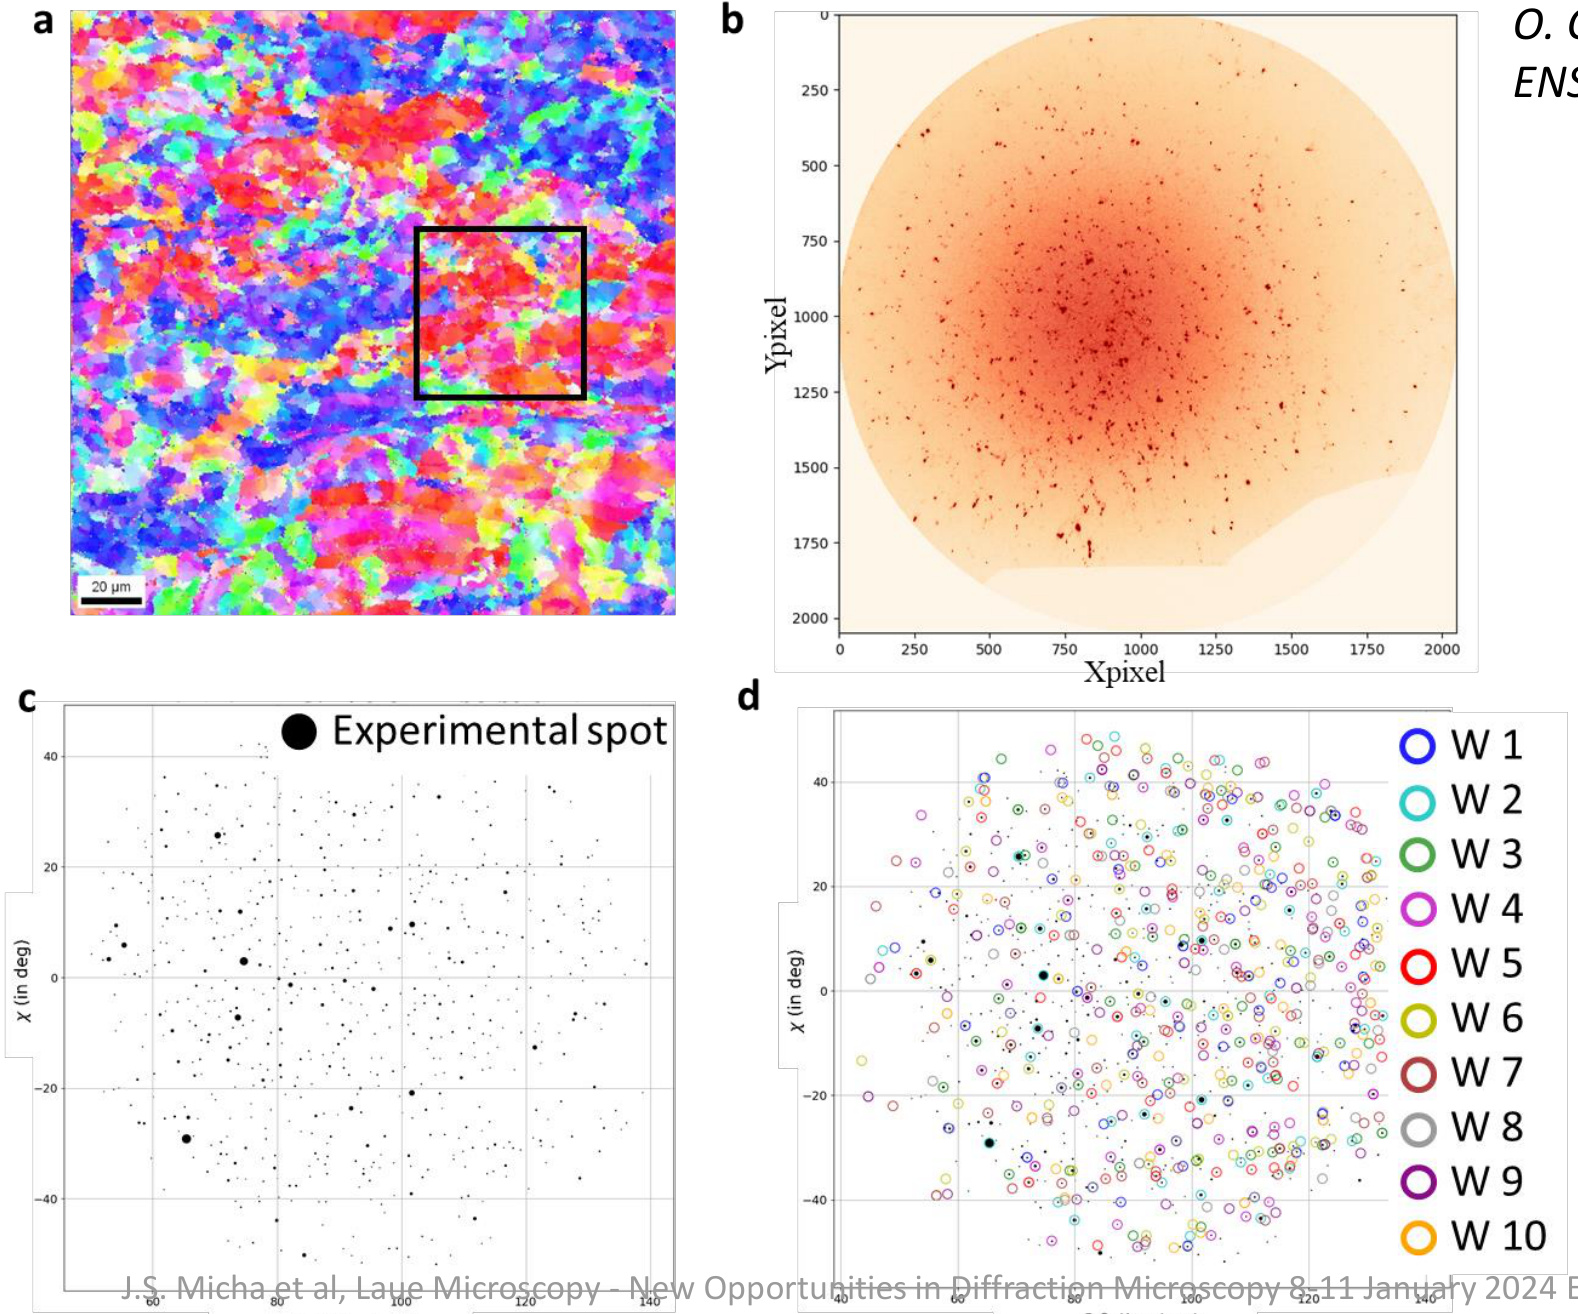 a
b
O.
20 µm
0
250
500
750
1000
1250
1500
1750
2000
Ypixel
0 250 500 750 1000 1250 1500 1750 2000
Xpixel
c
Experimental spot
40
20
0
−20
−40
χ (in deg)
60 80 100 120 140
d
W 1
W 2
W 3
W 4
W 5
W 6
W 7
W 8
W 9
W 10
40
20
0
−20
−40
χ (in deg)
40 60 80 100 120 140
J.S. Micha et al, Laue Microscopy - New Opportunities in Diffraction Microscopy 8-11 January 2024